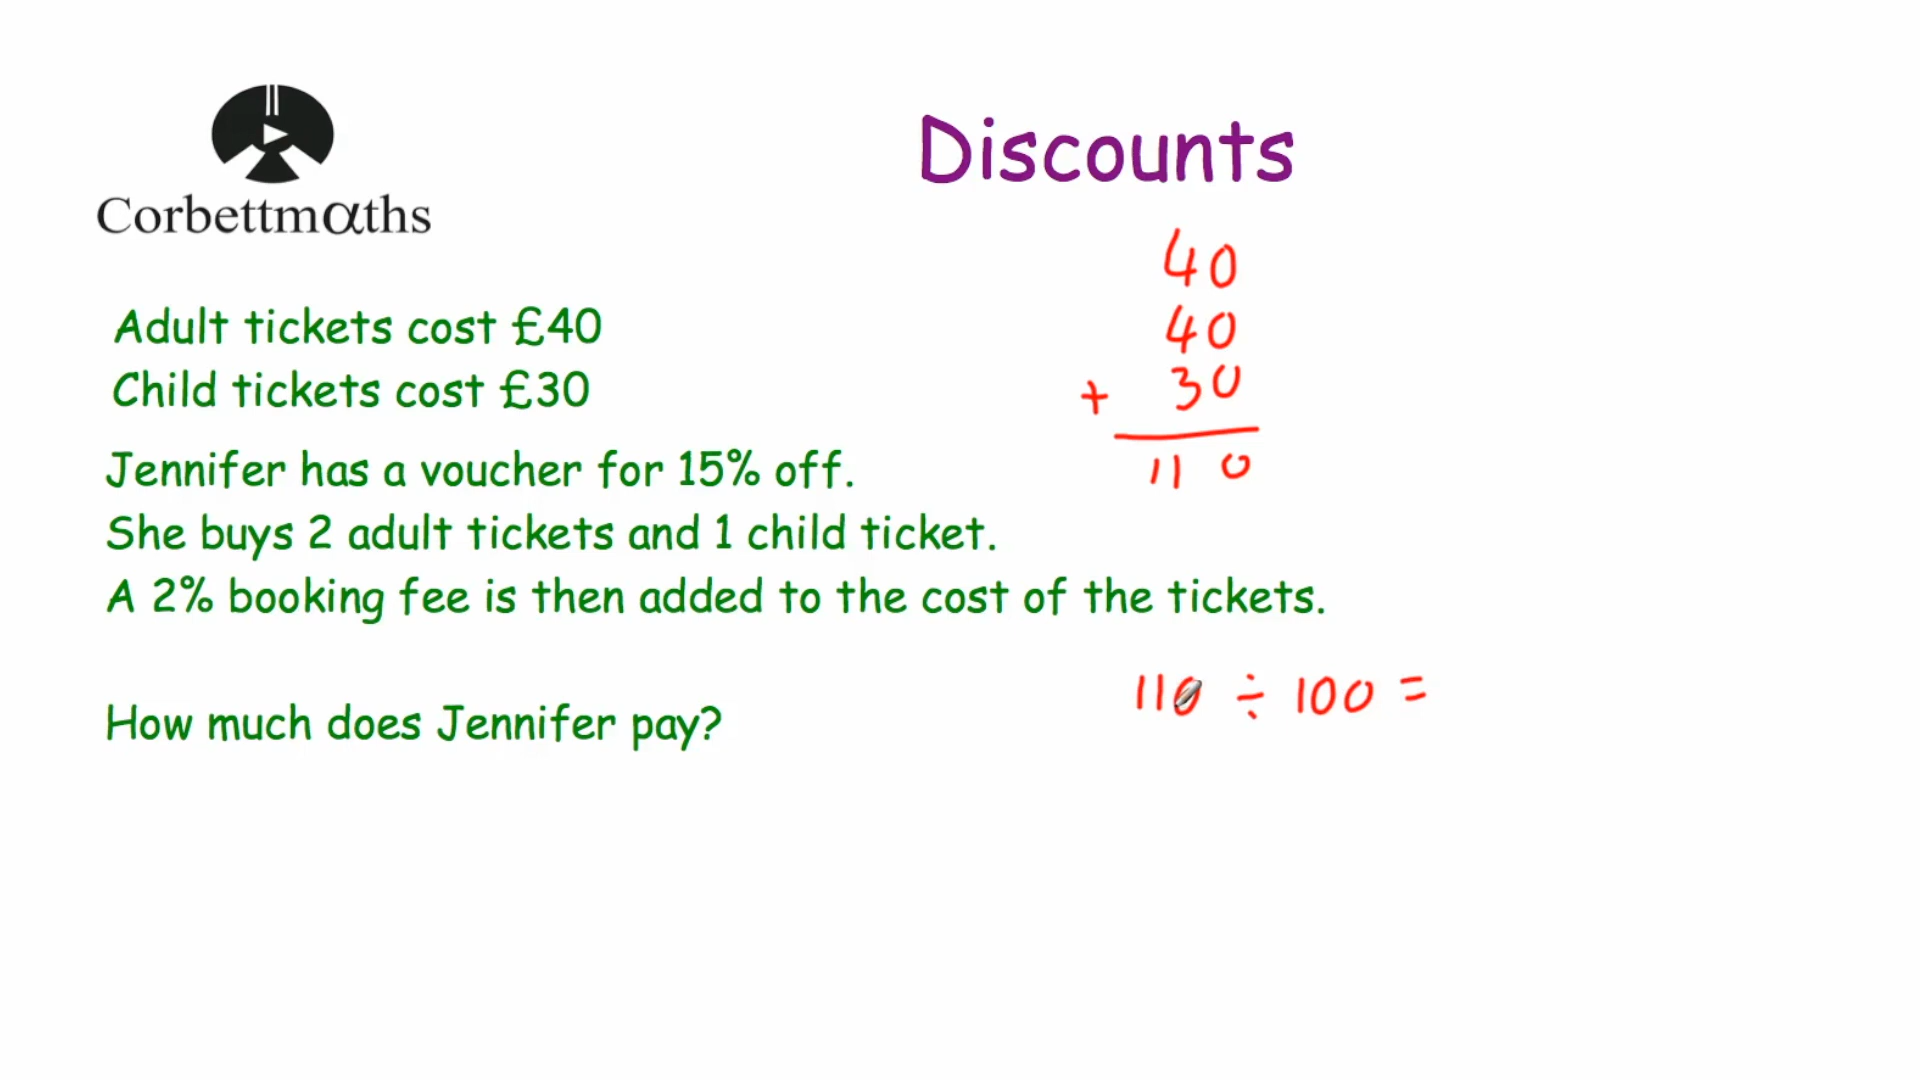 Corbettmαths
Discounts
40
40
+ 30
110
Adult tickets cost £40
Child tickets cost £30
Jennifer has a voucher for 15% off.
She buys 2 adult tickets and 1 child ticket.
A 2% booking fee is then added to the cost of the tickets.
110 ÷ 100 =
How much does Jennifer pay?